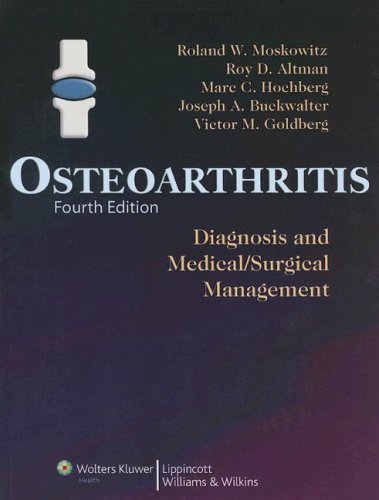 Roland W. Moskowitz
Roy D. Altman
Marc C. Hochberg
Joseph A. Buckwalter
Victor M. Goldberg
OSTEOARTHRITIS
Fourth Edition
Diagnosis and
Medical/Surgical
Management
Wolters Kluwer
Health
Lippincott
Williams & Wilkins